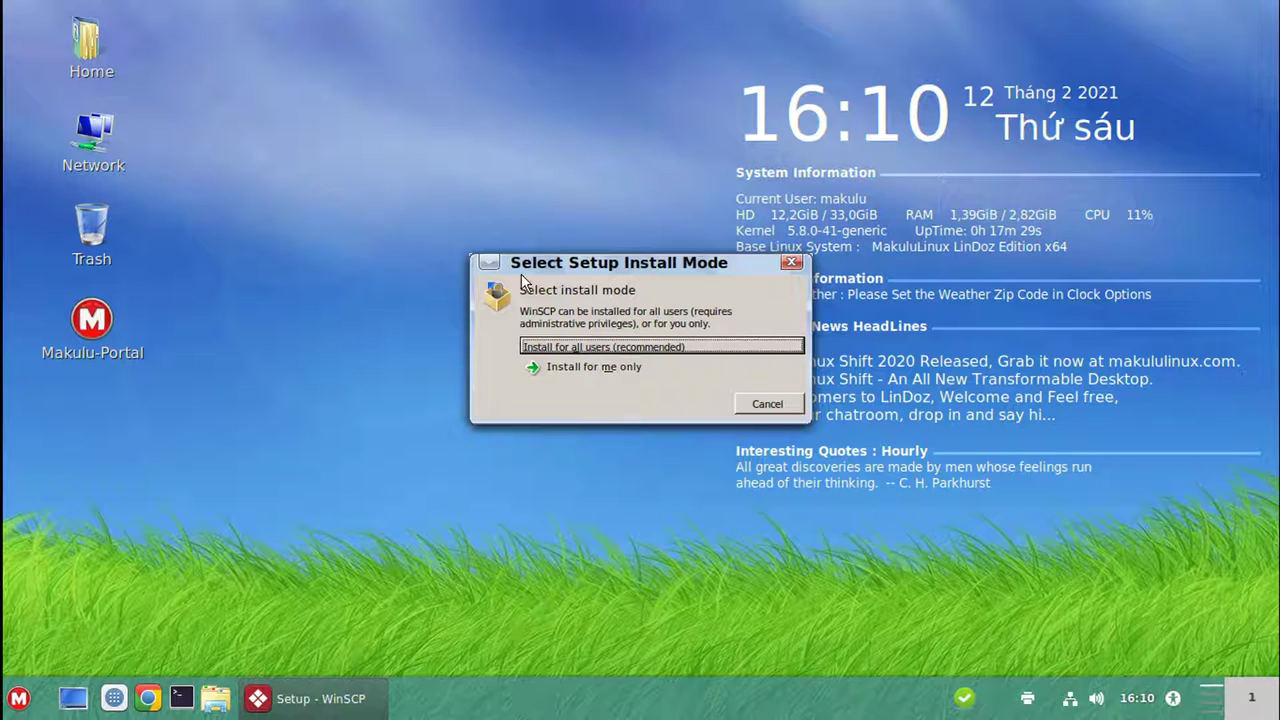 Home
Network
Trash
Makulu-Portal
16:10 12 Tháng 2 2021
Thứ sáu
System Information
Current User: makulu
HD 12,2GiB / 33,0GiB RAM 1,39GiB / 2,82GiB CPU 11%
Kernel 5.8.0-41-generic UpTime: 0h 17m 29s
Base Linux System : MakuluLinux LinDoz Edition x64
formation
ther : Please Set the Weather Zip Code in Clock Options
News HeadLines
ux Shift 2020 Released, Grab it now at makululinux.com.
ux Shift - An All New Transformable Desktop.
omers to LinDoz, Welcome and Feel free,
r chatroom, drop in and say hi...
Interesting Quotes : Hourly
All great discoveries are made by men whose feelings run
ahead of their thinking. -- C. H. Parkhurst
Select Setup Install Mode
Select install mode
WinSCP can be installed for all users (requires
administrative privileges), or for you only.
Install for all users (recommended)
Install for me only
Cancel
M
M
Setup - WinSCP
16:10
1